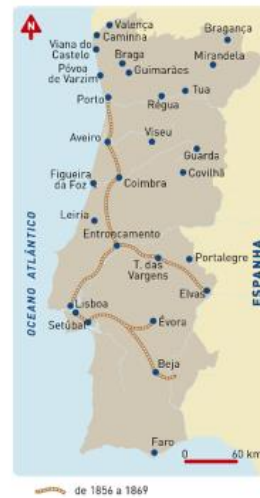 N
Valença
Caminha
Viana do
Castelo
Bragança
Braga
Guimarães
Mirandela
Póvoa
de Varzim
Porto
Tua
Régua
Aveiro
Viseu
Guarda
Figueira
da Foz
Coimbra
Covilhã
Leiria
Entroncamento
T. das
Vargens
Portalegre
Elvas
OCEANO ATLÂNTICO
ESPANHA
Lisboa
Setúbal
Évora
Beja
Faro
0 60 km
de 1856 a 1869